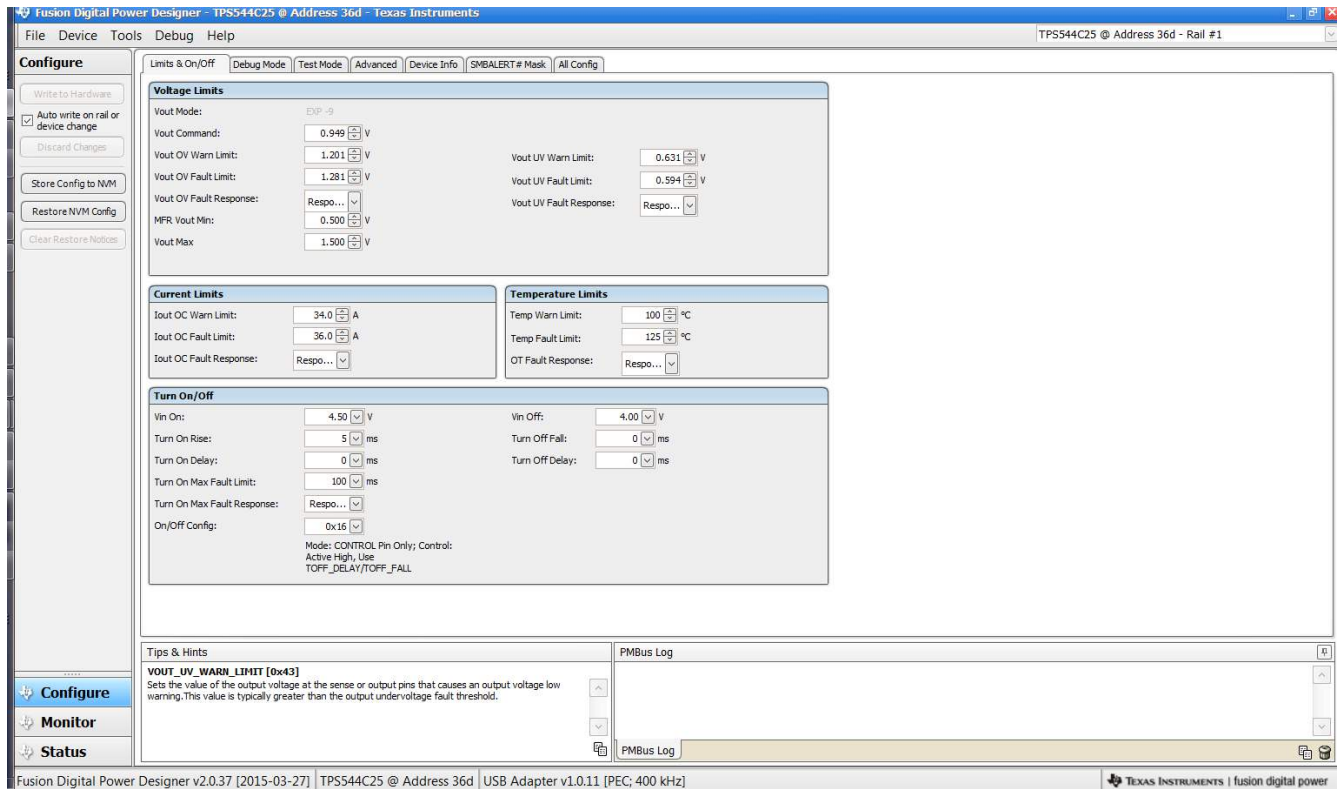 Fusion Digital Power Designer - TPS544C25 @ Address 36d - Texas Instruments
File Device Tools Debug Help
TPS544C25 @ Address 36d - Rail #1
Configure
Write to Hardware
Auto write on rail or
device change
Discard Changes
Store Config to NVM
Restore NVM Config
Clear Restore Notices
Limits & On/Off Debug Mode Test Mode Advanced Device Info SMBALERT# Mask All Config
Voltage Limits
Vout Mode: EXP -9
Vout Command: 0.949 V
Vout OV Warn Limit: 1.201 V
Vout UV Warn Limit: 0.631 V
Vout OV Fault Limit: 1.281 V
Vout UV Fault Limit: 0.594 V
Vout OV Fault Response: Respo...
Vout UV Fault Response: Respo...
MFR Vout Min: 0.500 V
Vout Max 1.500 V
Current Limits
Iout OC Warn Limit: 34.0 A
Iout OC Fault Limit: 36.0 A
Iout OC Fault Response: Respo...
Temperature Limits
Temp Warn Limit: 100 °C
Temp Fault Limit: 125 °C
OT Fault Response: Respo...
Turn On/Off
Vin On: 4.50 V
Vin Off: 4.00 V
Turn On Rise: 5 ms
Turn Off Fall: 0 ms
Turn On Delay: 0 ms
Turn Off Delay: 0 ms
Turn On Max Fault Limit: 100 ms
Turn On Max Fault Response: Respo...
On/Off Config: 0x16
Mode: CONTROL Pin Only; Control:
Active High, Use
TOFF_DELAY/TOFF_FALL
Configure
Monitor
Status
Tips & Hints
VOUT_UV_WARN_LIMIT [0x43]
Sets the value of the output voltage at the sense or output pins that causes an output voltage low
warning.This value is typically greater than the output undervoltage fault threshold.
PMBus Log
PMBus Log
Fusion Digital Power Designer v2.0.37 [2015-03-27] TPS544C25 @ Address 36d USB Adapter v1.0.11 [PEC; 400 kHz]
TEXAS INSTRUMENTS | fusion digital power